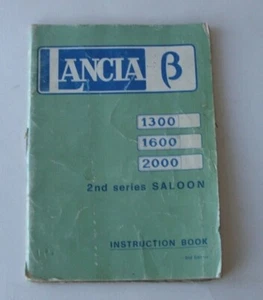 LANCIA β
1300
1600
2000
2nd series SALOON
INSTRUCTION BOOK